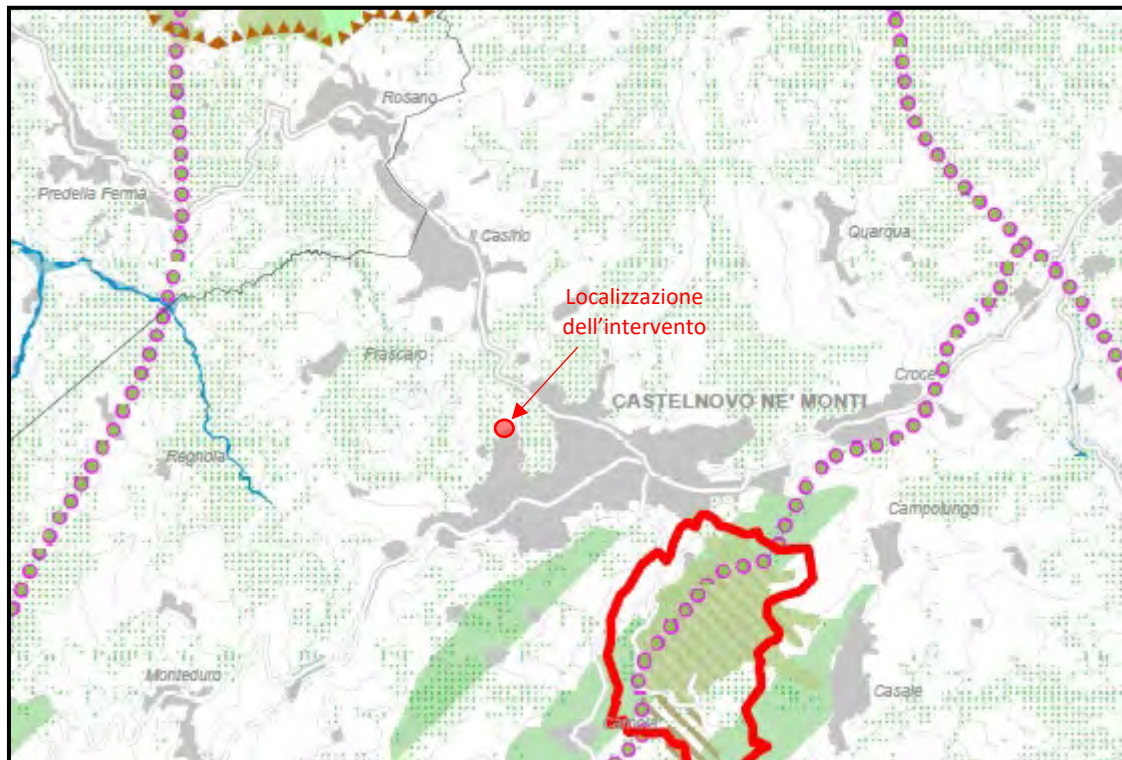 Rosano
Predella Ferma
Il Casino
Quarqua
Localizzazione
dell'intervento
Frascaro
Croce
CASTELNOVO NE' MONTI
Regnola
Campolungo
Monteduro
Casale